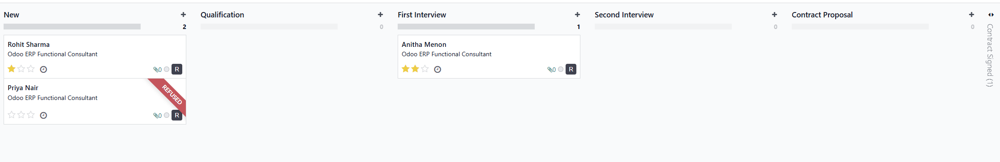 New
2
Rohit Sharma
Odoo ERP Functional Consultant
0 R
Priya Nair
Odoo ERP Functional Consultant
REFUSED
0 R
Qualification
0
First Interview
1
Anitha Menon
Odoo ERP Functional Consultant
0 R
Second Interview
0
Contract Proposal
0
Contract Signed (1)